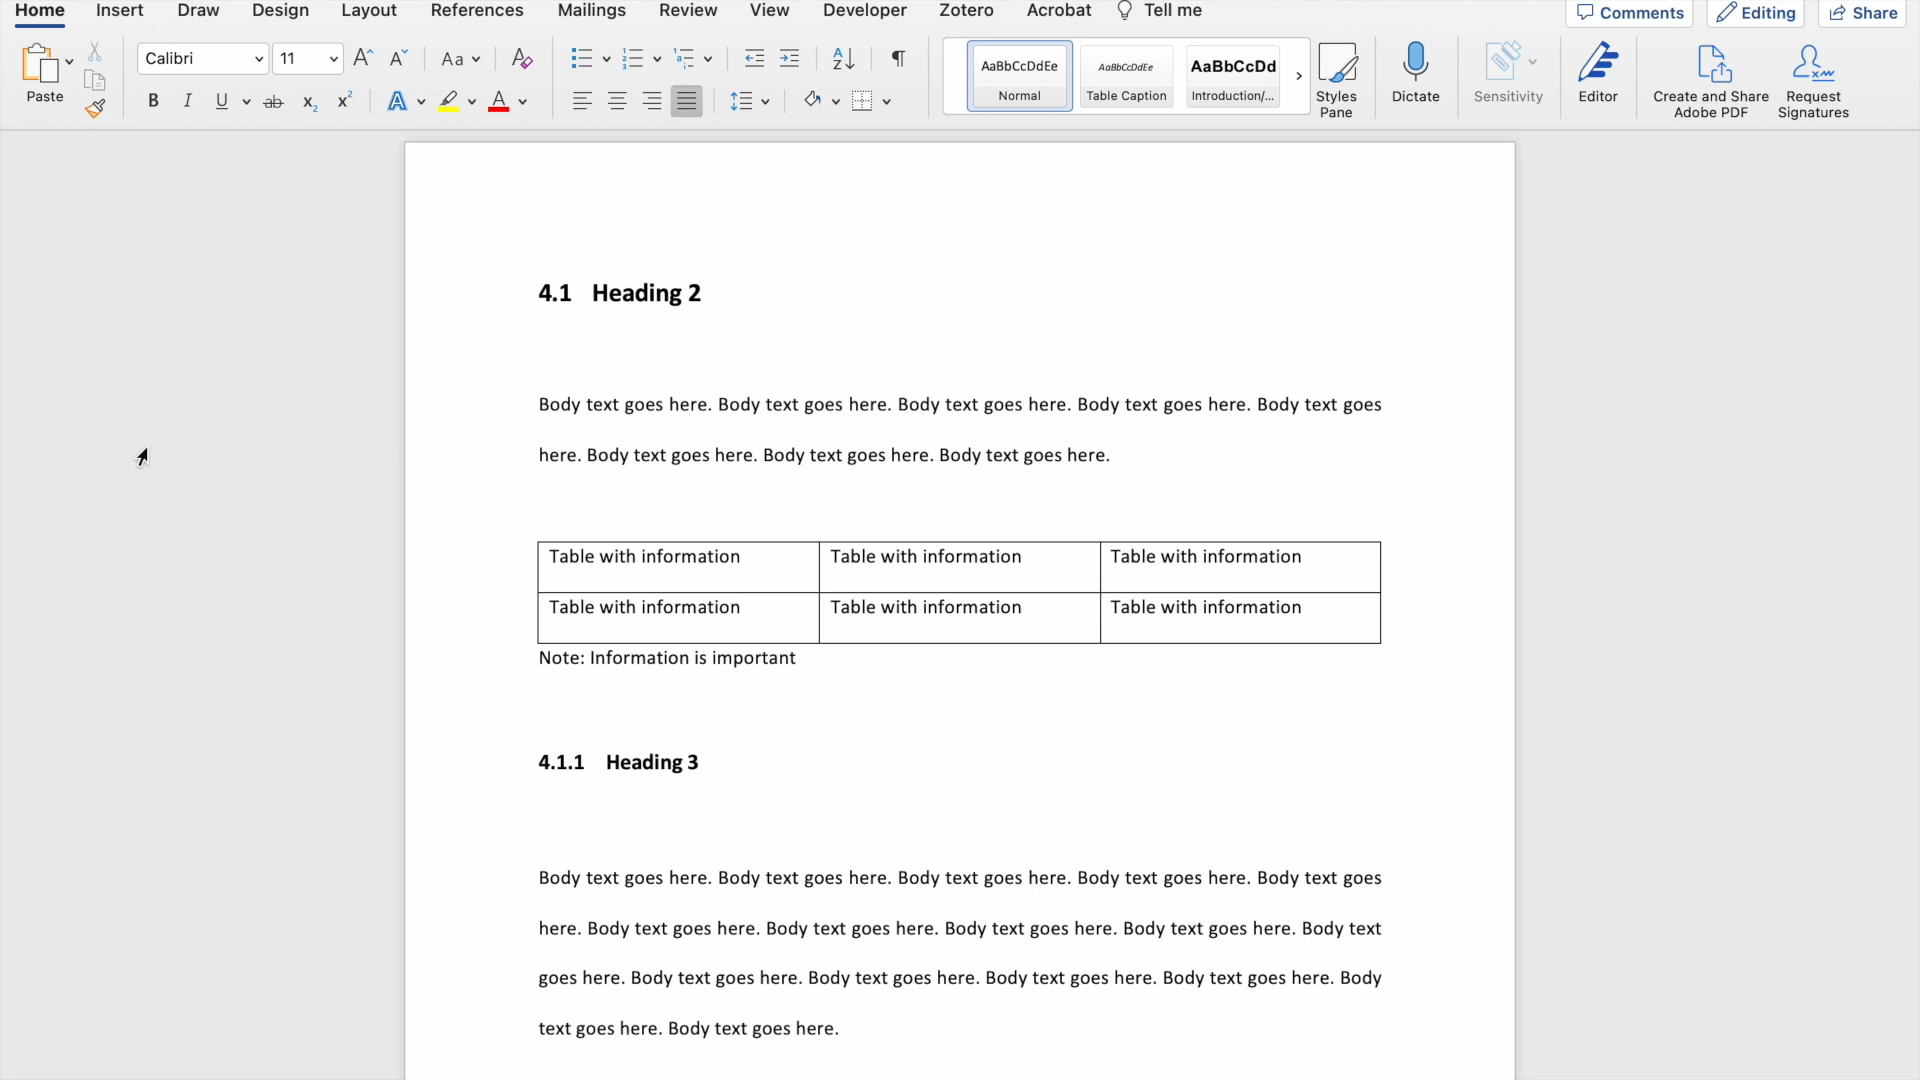 Home Insert Draw Design Layout References Mailings Review View Developer Zotero Acrobat Tell me Comments Editing Share
Calibri 11 Aa
AaBbCcDdEe AaBbCcDdEe AaBbCcDd
Paste Normal Table Caption Introduction/... Styles Pane Dictate Sensitivity Editor Create and Share Adobe PDF Request Signatures
4.1 Heading 2
Body text goes here. Body text goes here. Body text goes here. Body text goes here. Body text goes
here. Body text goes here. Body text goes here. Body text goes here.
Table with information Table with information Table with information
Table with information Table with information Table with information
Note: Information is important
4.1.1 Heading 3
Body text goes here. Body text goes here. Body text goes here. Body text goes here. Body text goes
here. Body text goes here. Body text goes here. Body text goes here. Body text goes here. Body text
goes here. Body text goes here. Body text goes here. Body text goes here. Body text goes here. Body
text goes here. Body text goes here.